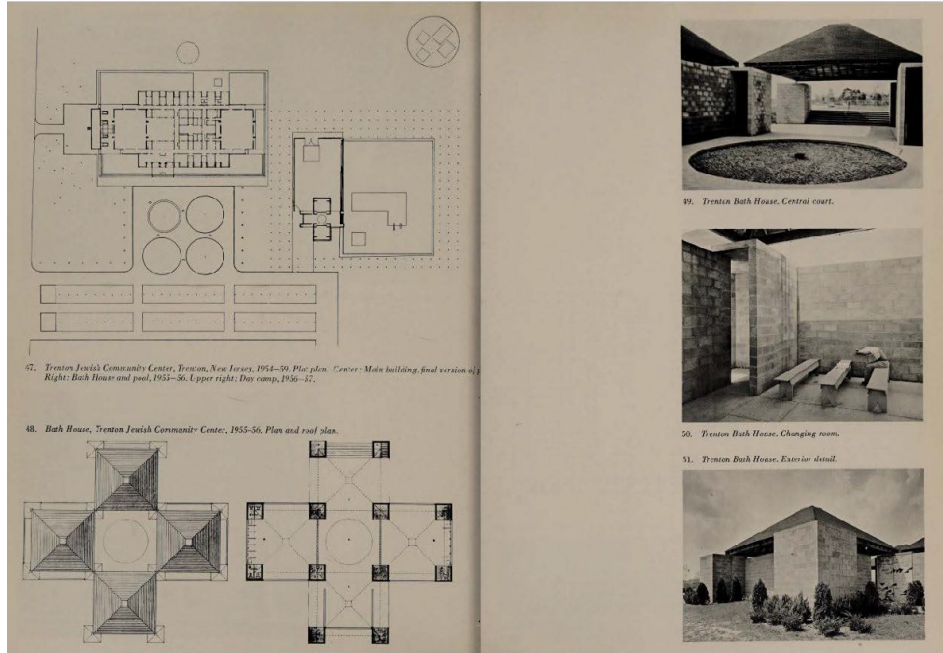 47. Trenton Jewish Community Center, Trenton, New Jersey, 1954–59. Plot plan. Center: Main building, final version of
Right: Bath House and pool, 1955–56. Upper right: Day camp, 1956–57.
48. Bath House, Trenton Jewish Community Center, 1955-56. Plan and roof plan.
49. Trenton Bath House. Central court.
50. Trenton Bath House. Changing room.
51. Trenton Bath House. Exterior detail.